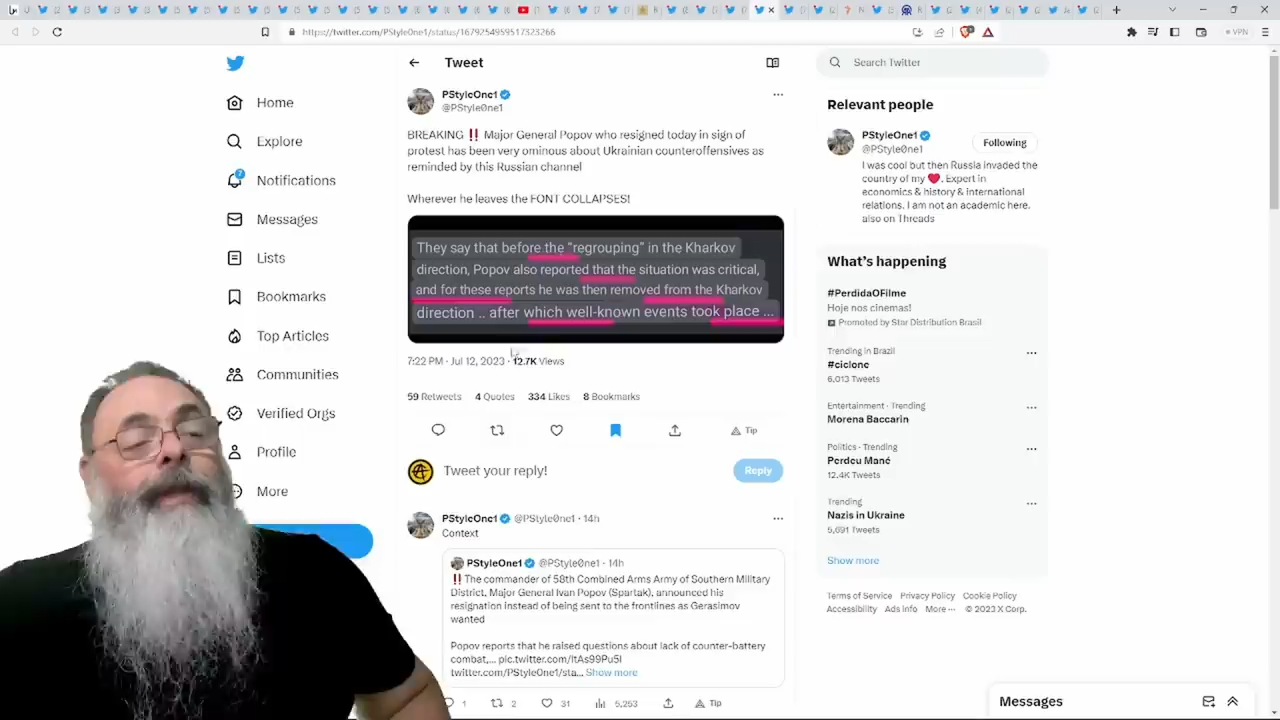 https://twitter.com/PStyle0ne1/status/1679254959517323266
VPN
Home
Explore
Notifications
Messages
Lists
Bookmarks
Top Articles
Communities
Verified Orgs
Profile
More
Tweet
PStyleOne1
@PStyle0ne1
BREAKING ‼️ Major General Popov who resigned today in sign of
protest has been very ominous about Ukrainian counteroffensives as
reminded by this Russian channel
Wherever he leaves the FONT COLLAPSES!
They say that before the "regrouping" in the Kharkov
direction, Popov also reported that the situation was critical,
and for these reports he was then removed from the Kharkov
direction .. after which well-known events took place ...
7:22 PM · Jul 12, 2023 · 12.7K Views
59 Retweets 4 Quotes 334 Likes 8 Bookmarks
Tip
Tweet your reply!
Reply
PStyleOne1 @PStyle0ne1 · 14h
Context
PStyleOne1 @PStyle0ne1 · 14h
‼️The commander of 58th Combined Arms Army of Southern Military
District, Major General Ivan Popov (Spartak), announced his
resignation instead of being sent to the frontlines as Gerasimov
wanted
Popov reports that he raised questions about lack of counter-battery
combat,... pic.twitter.com/ItAs99Pu5I
twitter.com/PStyle0ne1/sta... Show more
1 2 31 5,253 Tip
Search Twitter
Relevant people
PStyleOne1
@PStyle0ne1
Following
I was cool but then Russia invaded the
country of my ❤️. Expert in
economics & history & international
relations. I am not an academic here.
also on Threads
What's happening
#PerdidaOFilme
Hoje nos cinemas!
Promoted by Star Distribution Brasil
Trending in Brazil
#ciclone
6,013 Tweets
Entertainment · Trending
Morena Baccarin
Politics · Trending
Perdeu Mané
12.4K Tweets
Trending
Nazis in Ukraine
5,691 Tweets
Show more
Terms of Service Privacy Policy Cookie Policy
Accessibility Ads info More ··· © 2023 X Corp.
Messages